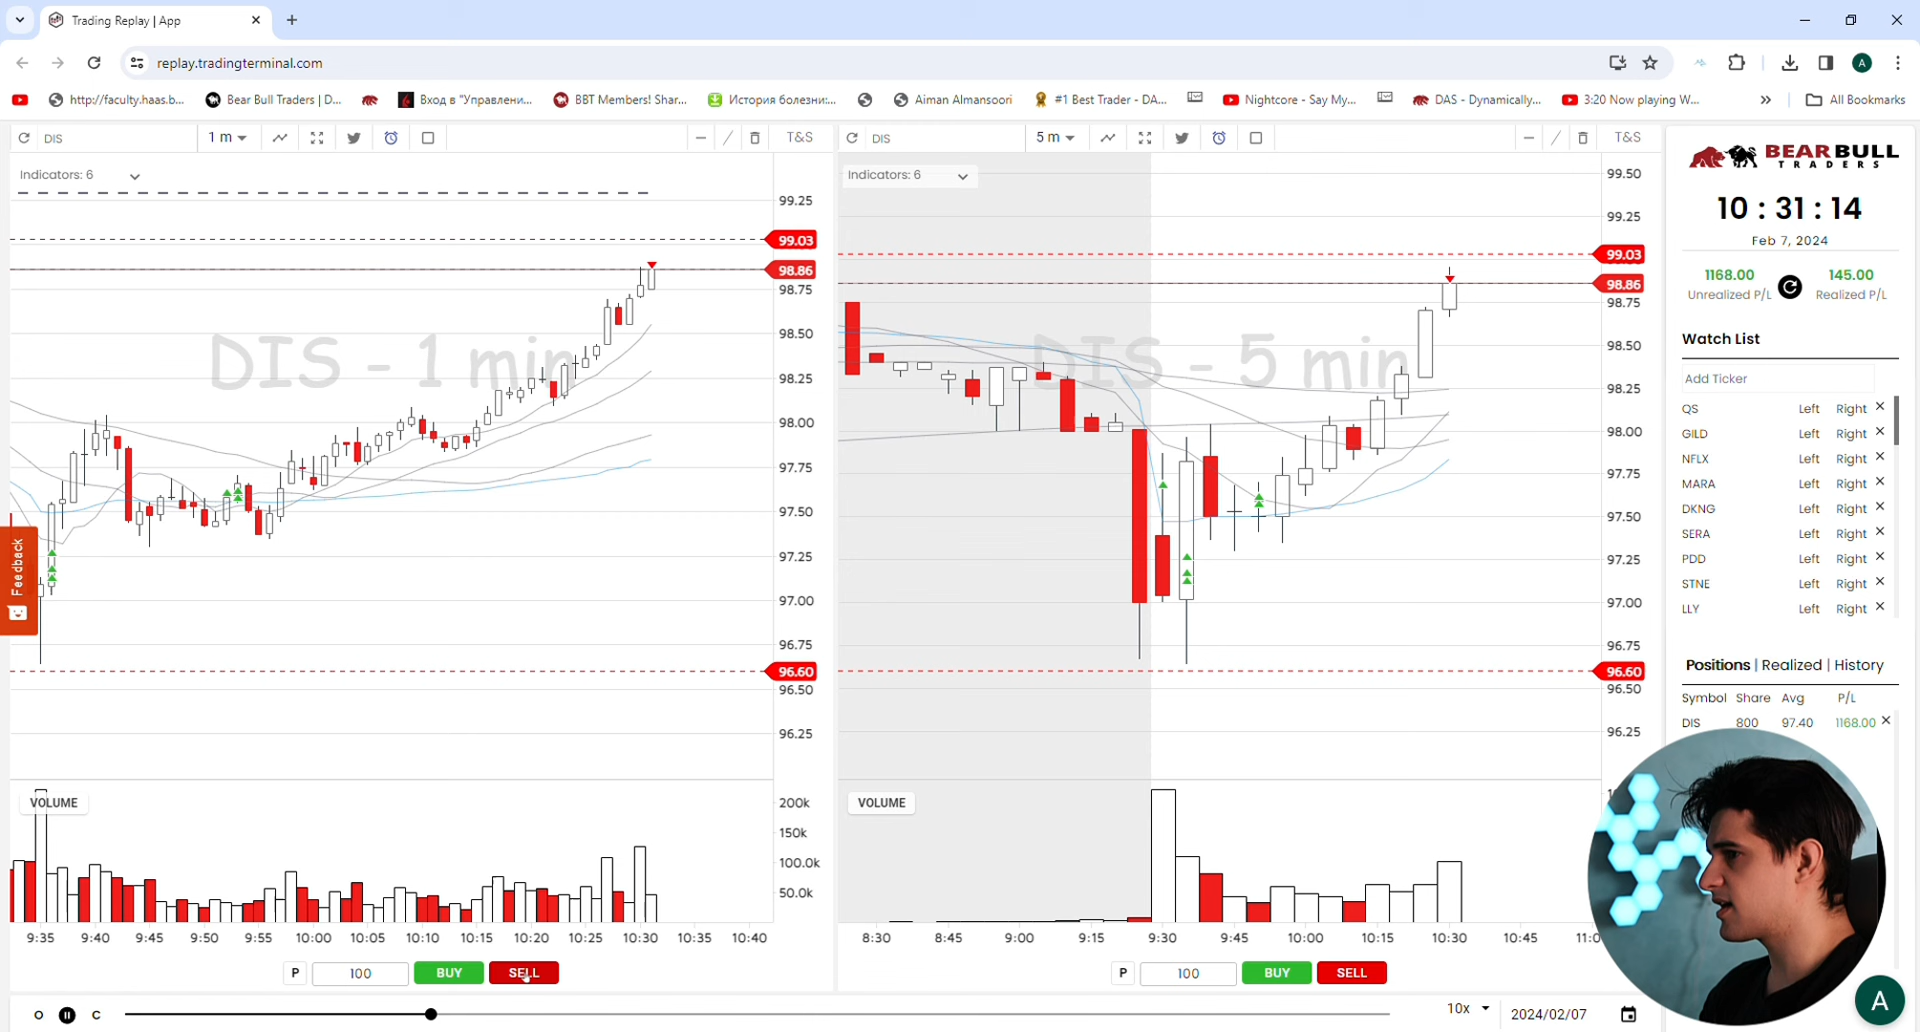 Trading Replay | App
replay.tradingterminal.com
http://faculty.haas.b...
Bear Bull Traders | D...
Вход в "Управлени...
BBT Members! Shar...
История болезни:...
Aiman Almansoori
#1 Best Trader - DA...
Nightcore - Say My...
DAS - Dynamically...
3:20 Now playing W...
All Bookmarks
DIS
1 m
T&S
DIS
5 m
T&S
Indicators: 6
DIS - 1 min
99.25
99.03
98.86
98.75
98.50
98.25
98.00
97.75
97.50
97.25
97.00
96.75
96.60
96.50
96.25
Feedback
VOLUME
200k
150k
100.0k
50.0k
9:35 9:40 9:45 9:50 9:55 10:00 10:05 10:10 10:15 10:20 10:25 10:30 10:35 10:40
P 100 BUY SELL
Indicators: 6
DIS - 5 min
99.50
99.25
99.03
98.86
98.75
98.50
98.25
98.00
97.75
97.50
97.25
97.00
96.75
96.60
96.50
96.25
VOLUME
8:30 8:45 9:00 9:15 9:30 9:45 10:00 10:15 10:30 10:45
P 100 BUY SELL
BEAR BULL
TRADERS
10 : 31 : 14
Feb 7, 2024
1168.00 145.00
Unrealized P/L Realized P/L
Watch List
Add Ticker
QS Left Right
GILD Left Right
NFLX Left Right
MARA Left Right
DKNG Left Right
SERA Left Right
PDD Left Right
STNE Left Right
LLY Left Right
Positions | Realized | History
Symbol Share Avg P/L
DIS 800 97.40 1168.00
O C
10x
2024/02/07
A
A